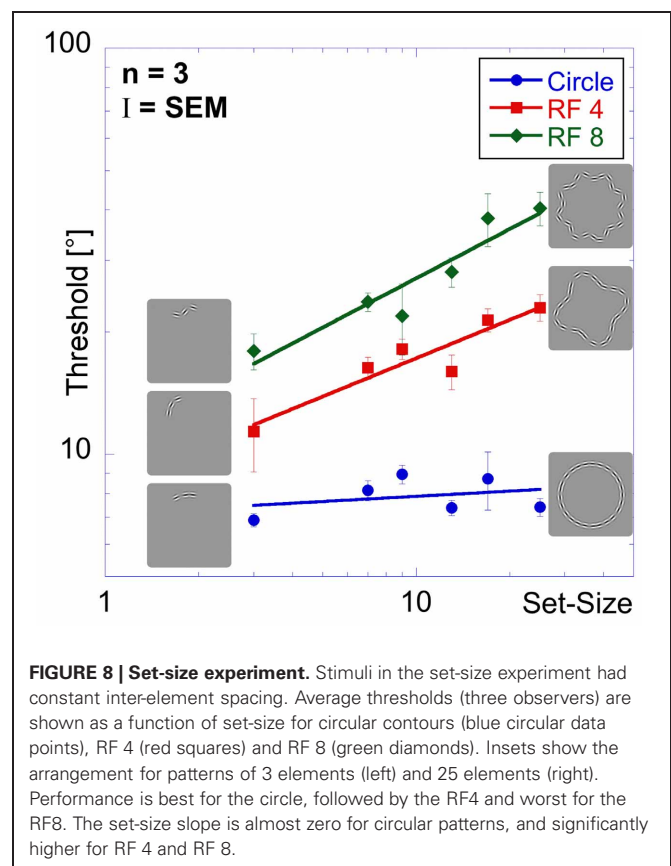 100
n = 3
I = SEM
Circle
RF 4
RF 8
Threshold [°]
10
1
10
Set-Size
FIGURE 8 | Set-size experiment. Stimuli in the set-size experiment had
constant inter-element spacing. Average thresholds (three observers) are
shown as a function of set-size for circular contours (blue circular data
points), RF 4 (red squares) and RF 8 (green diamonds). Insets show the
arrangement for patterns of 3 elements (left) and 25 elements (right).
Performance is best for the circle, followed by the RF4 and worst for the
RF8. The set-size slope is almost zero for circular patterns, and significantly
higher for RF 4 and RF 8.